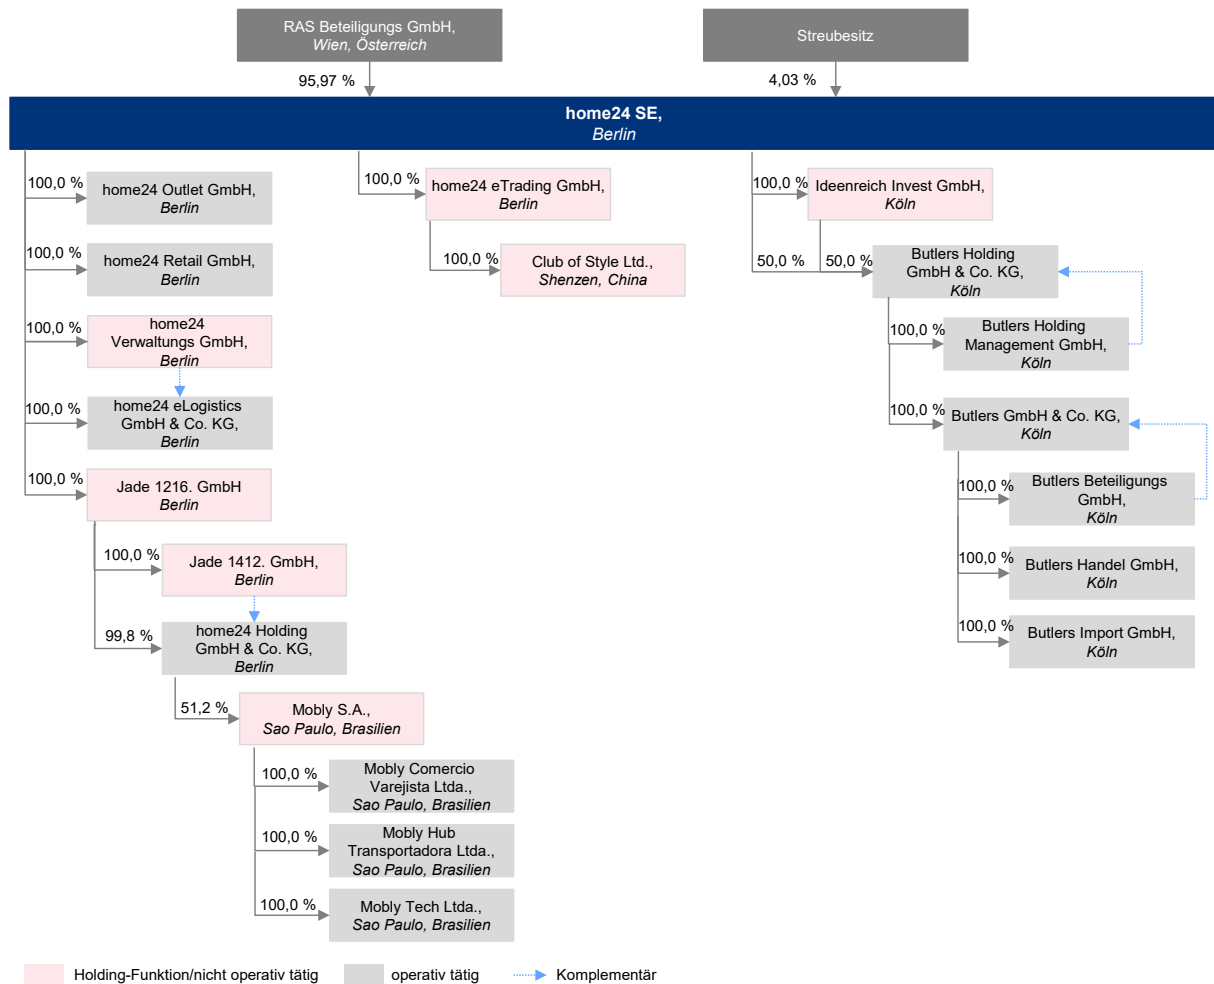 RAS Beteiligungs GmbH,
Wien, Österreich
Streubesitz
95,97 %
4,03 %
home24 SE,
Berlin
100,0 %
home24 Outlet GmbH,
Berlin
100,0 %
home24 Retail GmbH,
Berlin
100,0 %
home24
Verwaltungs GmbH,
Berlin
100,0 %
home24 eLogistics
GmbH & Co. KG,
Berlin
100,0 %
Jade 1216. GmbH
Berlin
100,0 %
Jade 1412. GmbH,
Berlin
99,8 %
home24 Holding
GmbH & Co. KG,
Berlin
51,2 %
Mobly S.A.,
Sao Paulo, Brasilien
100,0 %
Mobly Comercio
Varejista Ltda.,
Sao Paulo, Brasilien
100,0 %
Mobly Hub
Transportadora Ltda.,
Sao Paulo, Brasilien
100,0 %
Mobly Tech Ltda.,
Sao Paulo, Brasilien
100,0 %
home24 eTrading GmbH,
Berlin
100,0 %
Club of Style Ltd.,
Shenzen, China
100,0 %
Ideenreich Invest GmbH,
Köln
50,0 %
50,0 %
Butlers Holding
GmbH & Co. KG,
Köln
100,0 %
Butlers Holding
Management GmbH,
Köln
100,0 %
Butlers GmbH & Co. KG,
Köln
100,0 %
Butlers Beteiligungs
GmbH,
Köln
100,0 %
Butlers Handel GmbH,
Köln
100,0 %
Butlers Import GmbH,
Köln
Holding-Funktion/nicht operativ tätig
operativ tätig
Komplementär